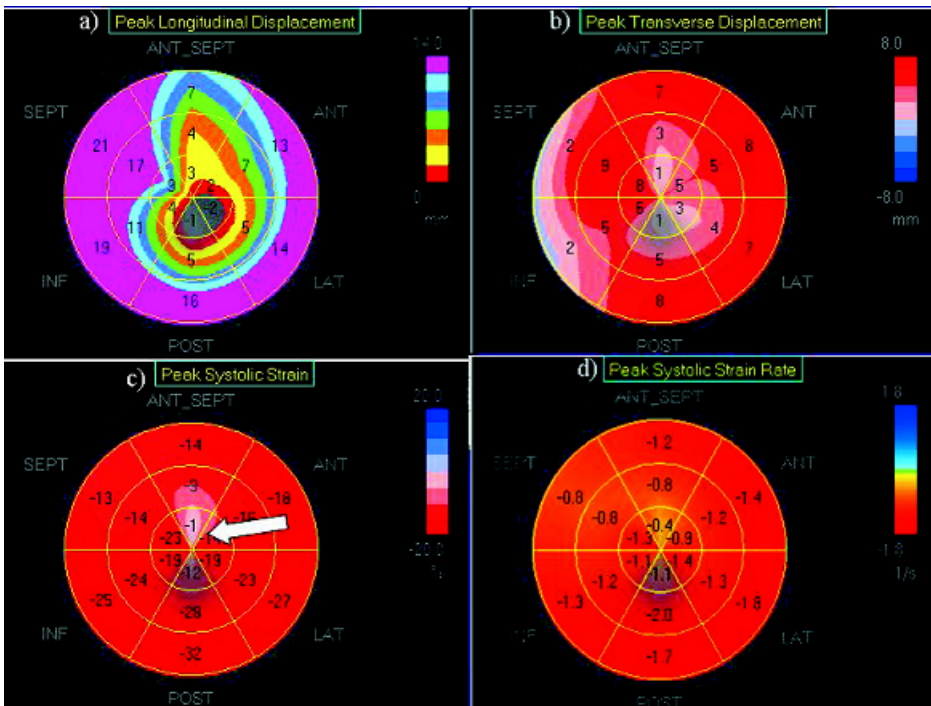 a) Peak Longitudinal Displacement
ANT_SEPT
14.0
SEPT
ANT
7
21
4
13
17
7
3
3
2
0
mm
4
-2
-1
11
5
19
5
14
INF
LAT
16
POST
b) Peak Transverse Displacement
ANT_SEPT
8.0
SEPT
ANT
7
2
3
8
9
5
1
8
5
-8.0
mm
6
3
1
5
4
2
5
7
INF
LAT
8
POST
c) Peak Systolic Strain
ANT_SEPT
20.0
SEPT
ANT
-14
-13
-3
-18
-14
-1
-23
-20.0
-19
-19
-12
-24
-23
-25
-28
-27
INF
LAT
-32
POST
d) Peak Systolic Strain Rate
ANT_SEPT
1.8
SEPT
ANT
-1.2
-0.8
-0.8
-1.4
-0.8
-1.2
-0.4
-1.3
-0.9
-1.8
1/s
-1.1
-1.4
-1.1
-1.2
-1.3
-1.3
-2.0
-1.8
INF
LAT
-1.7
POST